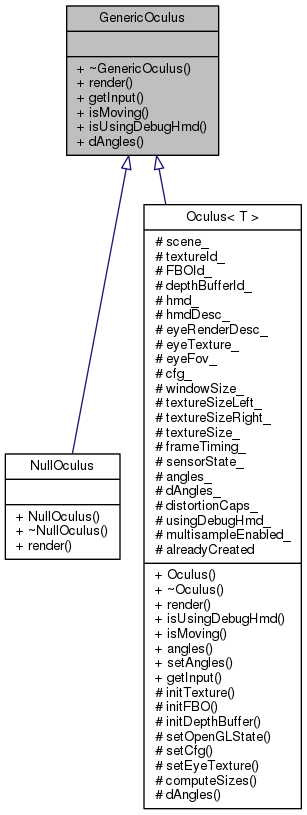 GenericOculus
+ ~GenericOculus()
+ render()
+ getInput()
+ isMoving()
+ isUsingDebugHmd()
+ dAngles()
Oculus< T >
# scene_
# textureId_
# FBOId_
# depthBufferId_
# hmd_
# hmdDesc_
# eyeRenderDesc_
# eyeTexture_
# eyeFov_
# cfg_
# windowSize_
# textureSizeLeft_
# textureSizeRight_
# textureSize_
# frameTiming_
# sensorState_
# angles_
# dAngles_
# distortionCaps_
# usingDebugHmd_
# multisampleEnabled_
# alreadyCreated
+ Oculus()
+ ~Oculus()
+ render()
+ isUsingDebugHmd()
+ isMoving()
+ angles()
+ setAngles()
+ getInput()
# initTexture()
# initFBO()
# initDepthBuffer()
# setOpenGLState()
# setCfg()
# setEyeTexture()
# computeSizes()
# dAngles()
NullOculus
+ NullOculus()
+ ~NullOculus()
+ render()